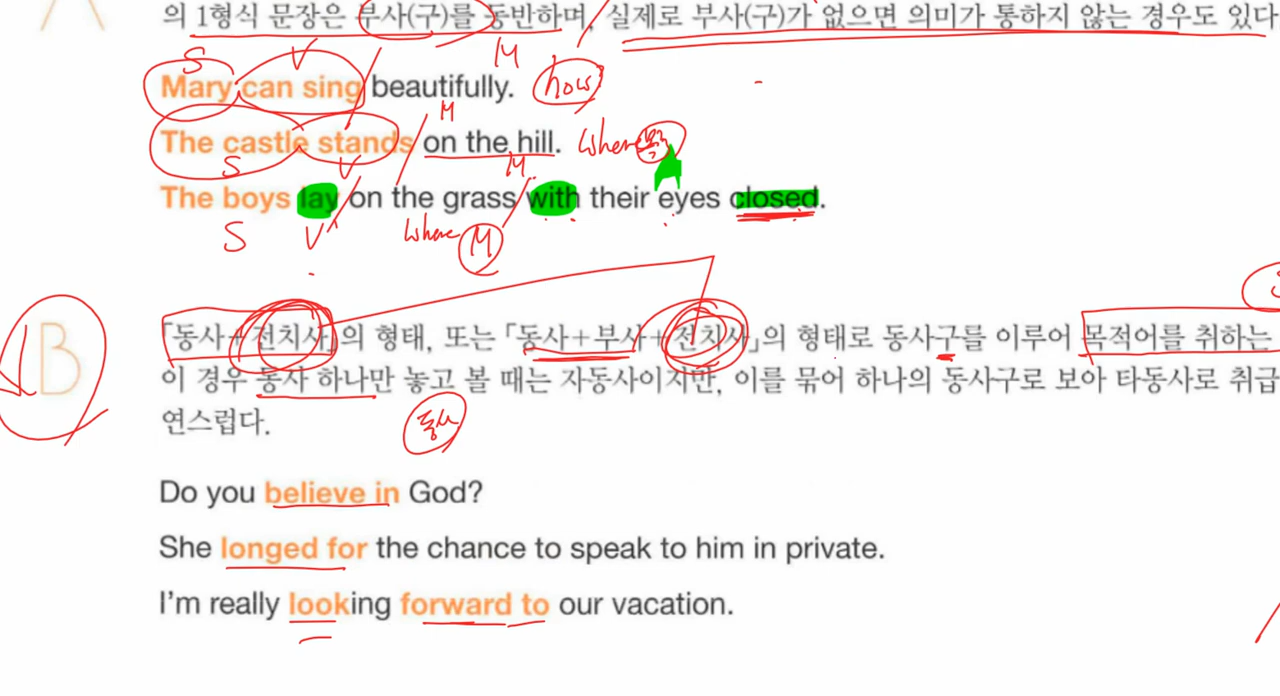 의 1형식 문장은 부사(구)를 동반하며, 실제로 부사(구)가 없으면 의미가 통하지 않는 경우도 있다
S V M
Mary can sing beautifully. how
M
The castle stands on the hill. where
S V M
The boys lay on the grass with their eyes closed.
S V where M
B
「동사+전치사」의 형태, 또는 「동사+부사+전치사」의 형태로 동사구를 이루어 목적어를 취하는
이 경우 동사 하나만 놓고 볼 때는 자동사이지만, 이를 묶어 하나의 동사구로 보아 타동사로 취급
연스럽다. 동사
Do you believe in God?
She longed for the chance to speak to him in private.
I'm really looking forward to our vacation.